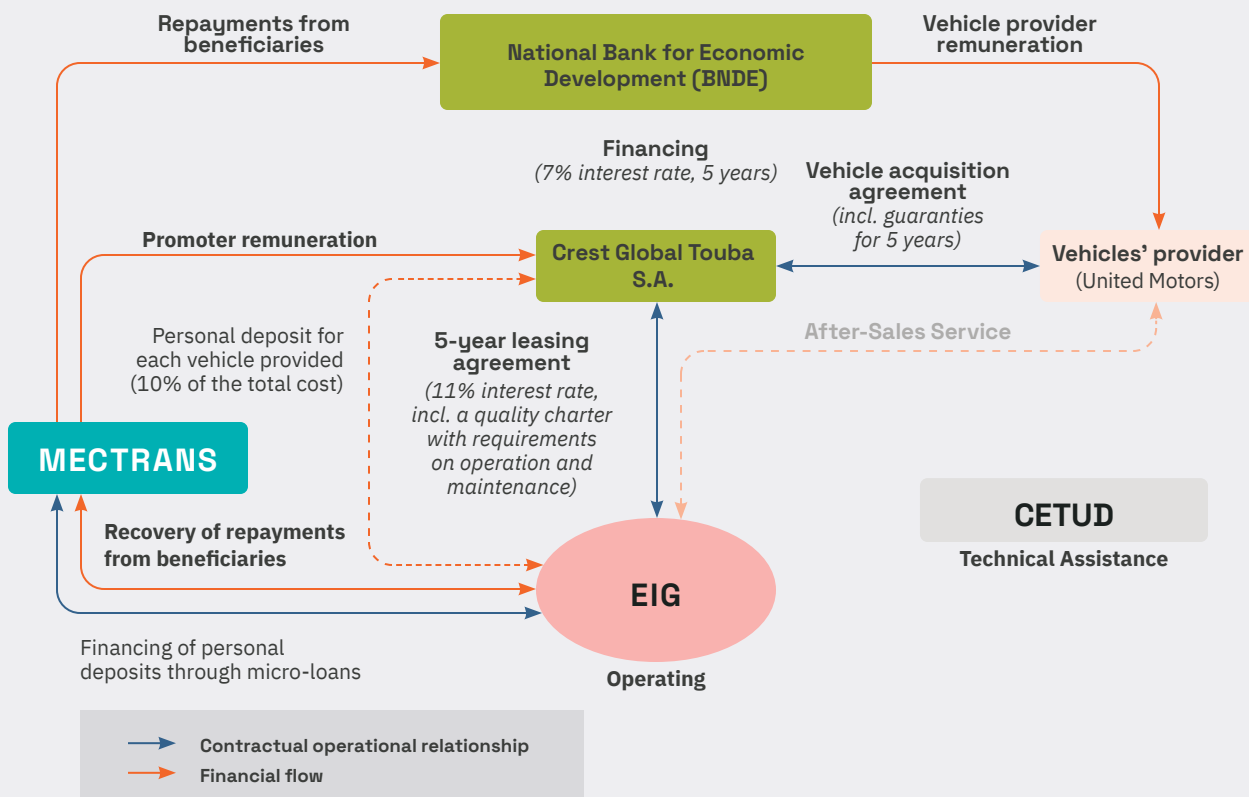 Repayments from
beneficiaries
National Bank for Economic
Development (BNDE)
Vehicle provider
remuneration
Financing
(7% interest rate, 5 years)
Vehicle acquisition
agreement
(incl. guaranties
for 5 years)
Promoter remuneration
Crest Global Touba
S.A.
Vehicles' provider
(United Motors)
Personal deposit for
each vehicle provided
(10% of the total cost)
5-year leasing
agreement
(11% interest rate,
incl. a quality charter
with requirements
on operation and
maintenance)
After-Sales Service
MECTRANS
CETUD
Technical Assistance
Recovery of repayments
from beneficiaries
EIG
Operating
Financing of personal
deposits through micro-loans
Contractual operational relationship
Financial flow